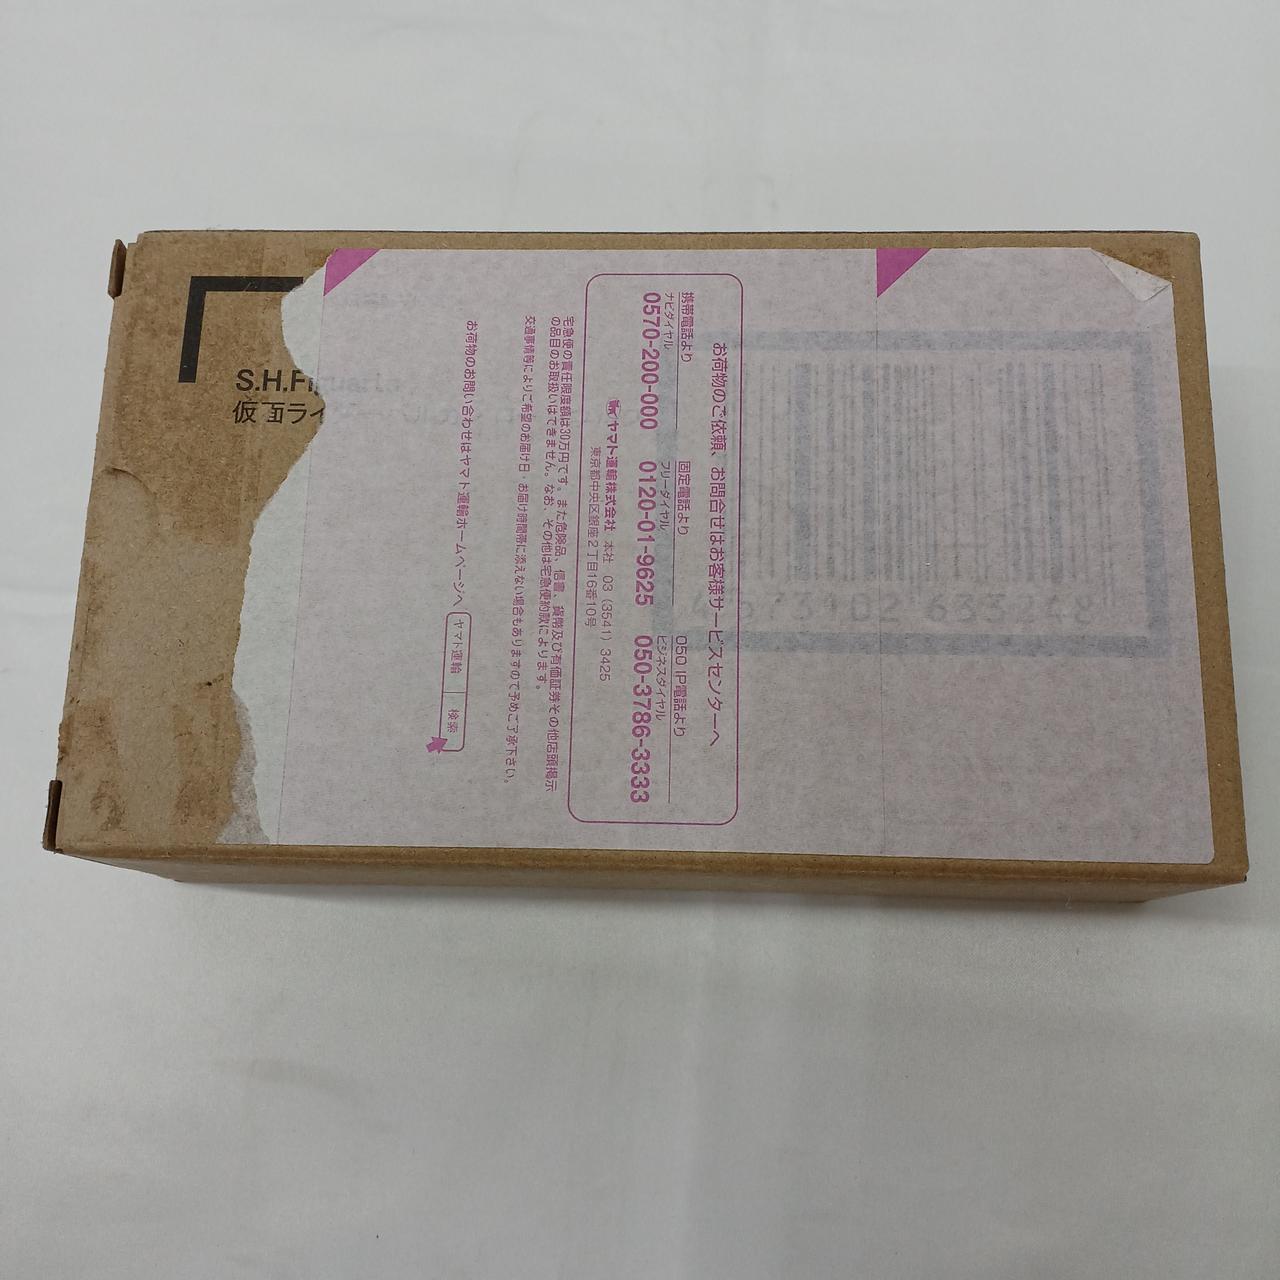 S.H.Figuarts
仮面ライダー
お荷物のご依頼、お問合せはお客様サービスセンターへ
携帯電話より
ナビダイヤル
0570-200-000
固定電話より
フリーダイヤル
0120-01-9625
050 IP電話より
ビジネスダイヤル
050-3786-3333
ヤマト運輸株式会社 本社 03 (3541) 3425
東京都中央区銀座2丁目16番10号
宅急便の責任限度額は30万円です。また危険品、信書、貨幣及び有価証券その他店頭掲示
の品目のお取扱いはできません。なお、その他は宅急便約款によります。
交通事情等によりご希望のお届け日・お届け時間帯に添えない場合もありますので予めご了承下さい。
お荷物のお問い合わせはヤマト運輸ホームページへ
ヤマト運輸 検索